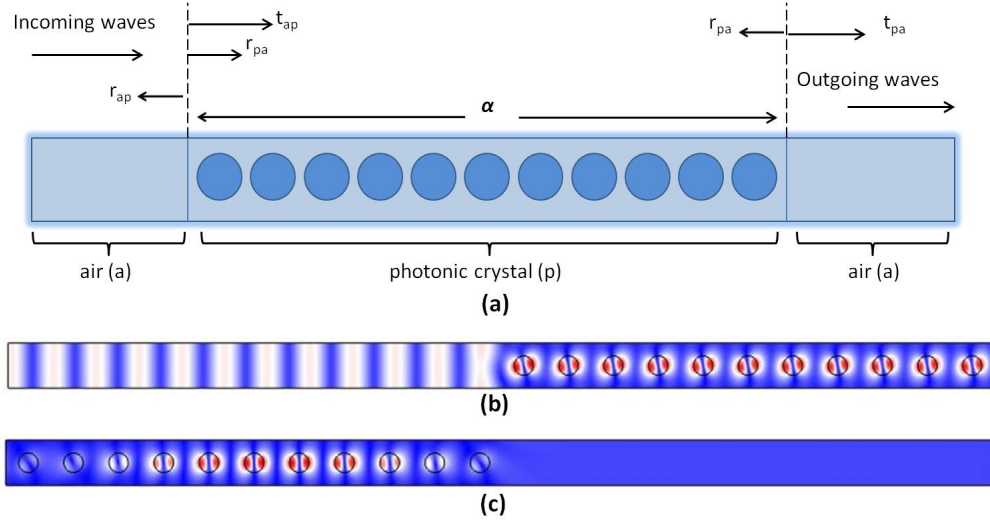 Incoming waves
t_ap
r_pa
r_ap
α
r_pa
t_pa
Outgoing waves
air (a)
photonic crystal (p)
air (a)
(a)
(b)
(c)